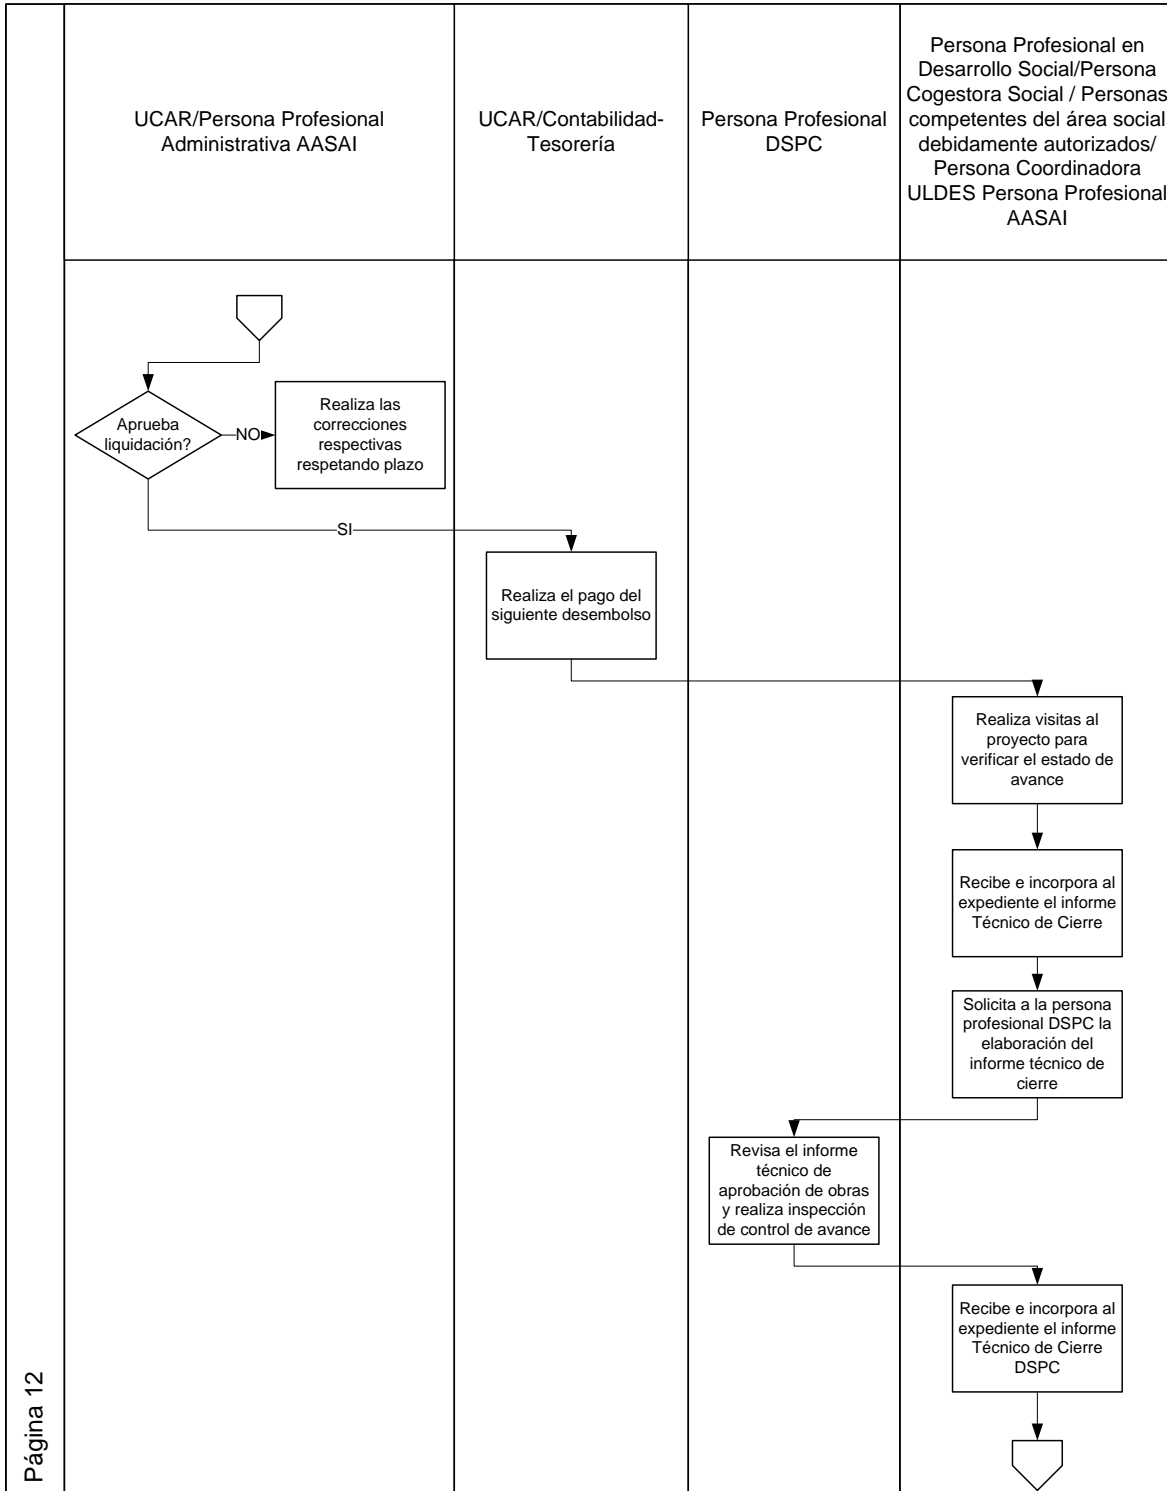 UCAR/Persona Profesional
Administrativa AASAI
UCAR/Contabilidad-
Tesorería
Persona Profesional
DSPC
Persona Profesional en
Desarrollo Social/Persona
Cogestora Social / Personas
competentes del área social
debidamente autorizados/
Persona Coordinadora
ULDES Persona Profesional
AASAI
Aprueba
liquidación?
NO
Realiza las
correcciones
respectivas
respetando plazo
SI
Realiza el pago del
siguiente desembolso
Realiza visitas al
proyecto para
verificar el estado de
avance
Recibe e incorpora al
expediente el informe
Técnico de Cierre
Solicita a la persona
profesional DSPC la
elaboración del
informe técnico de
cierre
Revisa el informe
técnico de
aprobación de obras
y realiza inspección
de control de avance
Recibe e incorpora al
expediente el informe
Técnico de Cierre
DSPC
Página 12